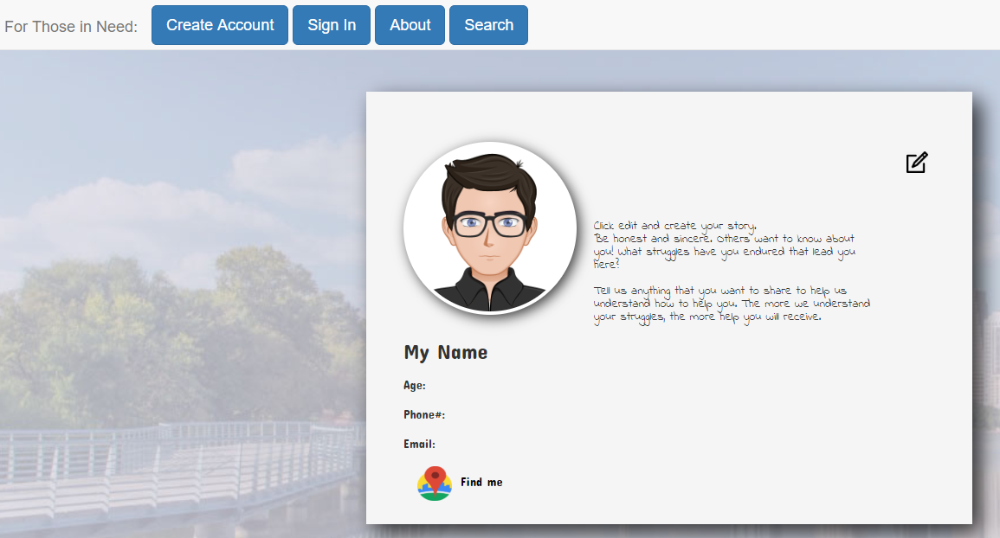 For Those in Need: Create Account Sign In About Search
Click edit and create your story.
Be honest and sincere. Others want to know about
you! What struggles have you endured that lead you
here?
Tell us anything that you want to share to help us
understand how to help you. The more we understand
your struggles, the more help you will receive.
My Name
Age:
Phone#:
Email:
Find me